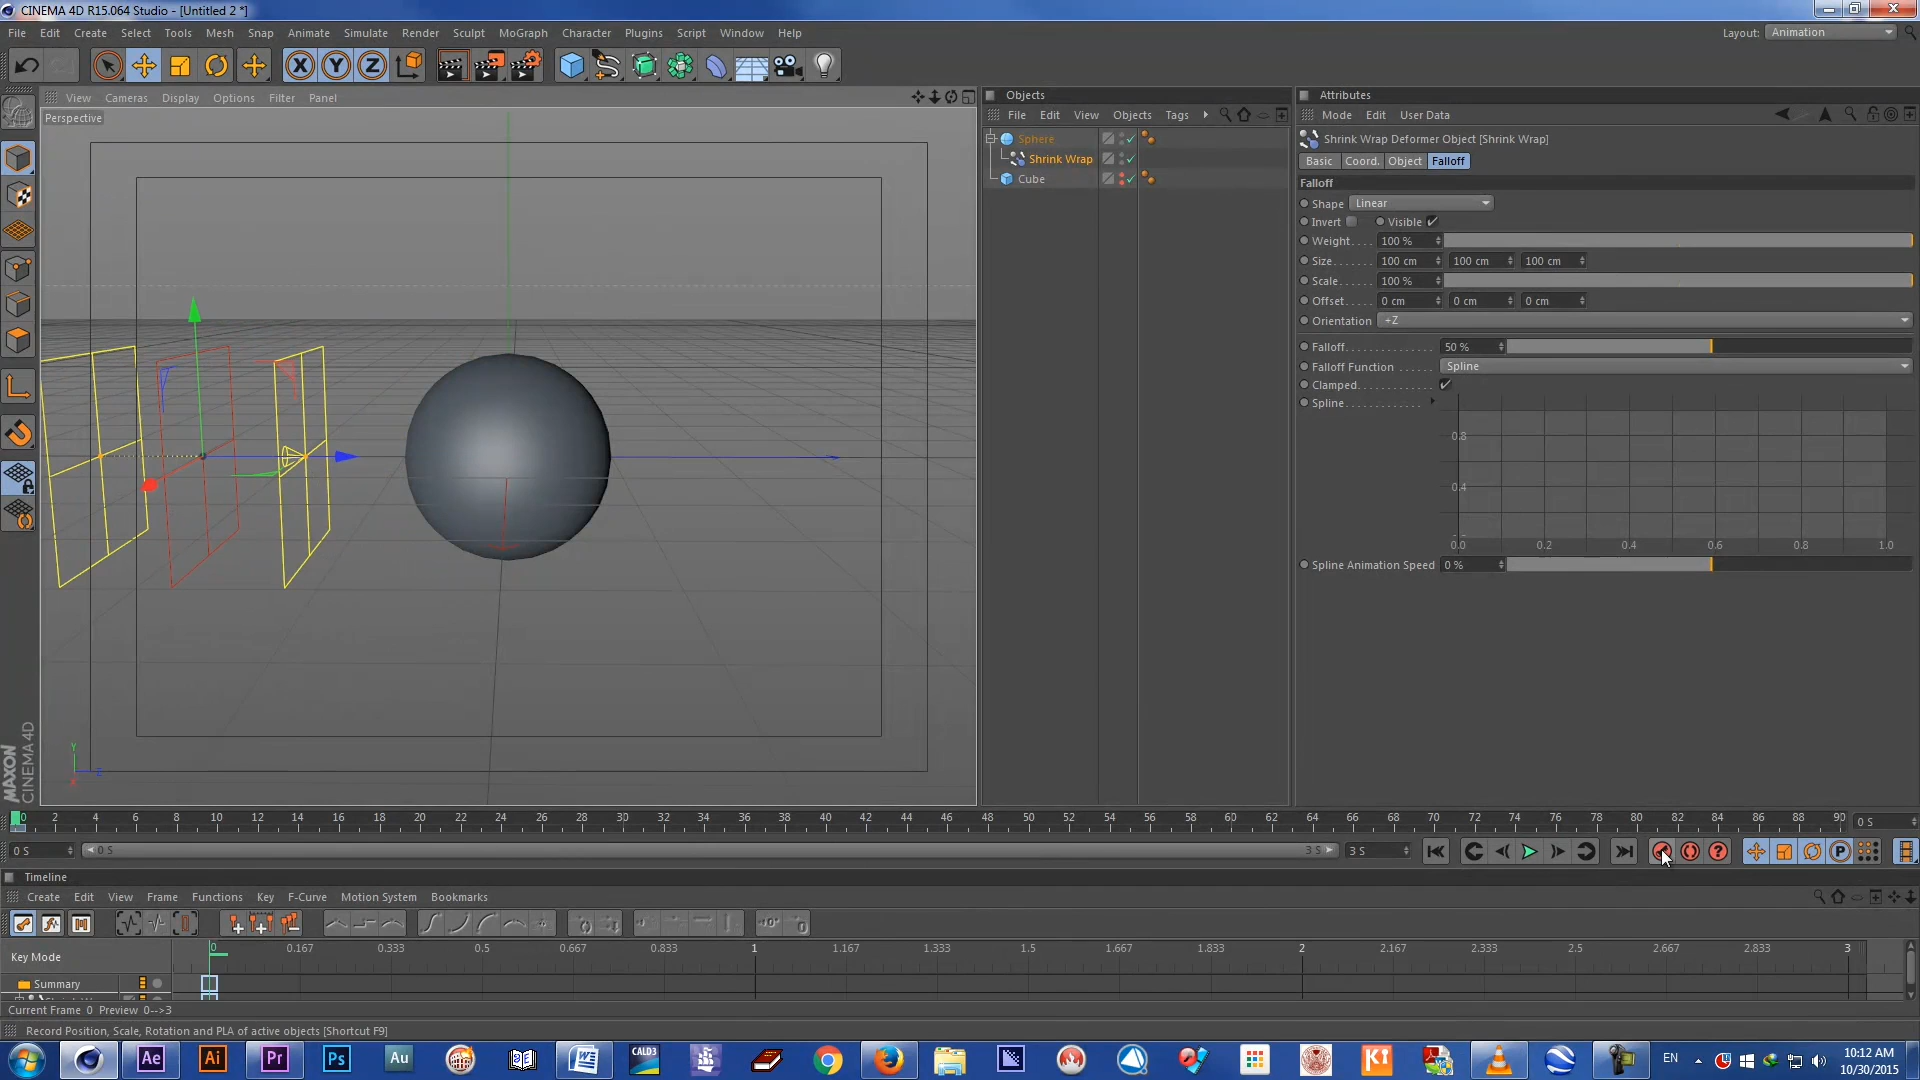 CINEMA 4D R15.064 Studio - [Untitled 2 *]
File Edit Create Select Tools Mesh Snap Animate Simulate Render Sculpt MoGraph Character Plugins Script Window Help
Layout: Animation
X Y Z
View Cameras Display Options Filter Panel
Perspective
Objects
File Edit View Objects Tags
Sphere
Shrink Wrap
Cube
Attributes
Mode Edit User Data
Shrink Wrap Deformer Object [Shrink Wrap]
Basic Coord. Object Falloff
Falloff
Shape Linear
Invert Visible
Weight.... 100 %
Size....... 100 cm 100 cm 100 cm
Scale...... 100 %
Offset.... 0 cm 0 cm 0 cm
Orientation +Z
Falloff............. 50 %
Falloff Function Spline
Clamped............
Spline..............
0.8
0.4
0.0 0.2 0.4 0.6 0.8 1.0
Spline Animation Speed 0 %
Y
MAXON
CINEMA 4D
0 2 4 6 8 10 12 14 16 18 20 22 24 26 28 30 32 34 36 38 40 42 44 46 48 50 52 54 56 58 60 62 64 66 68 70 72 74 76 78 80 82 84 86 88 90 0 S
0 S 0 S 3 S 3 S
P
Timeline
Create Edit View Frame Functions Key F-Curve Motion System Bookmarks
Key Mode
0 0.167 0.333 0.5 0.667 0.833 1 1.167 1.333 1.5 1.667 1.833 2 2.167 2.333 2.5 2.667 2.833 3
Summary
Current Frame 0 Preview 0-->3
Record Position, Scale, Rotation and PLA of active objects [Shortcut F9]
Ae Ai Pr Ps Au CALD3 EN
10:12 AM
10/30/2015